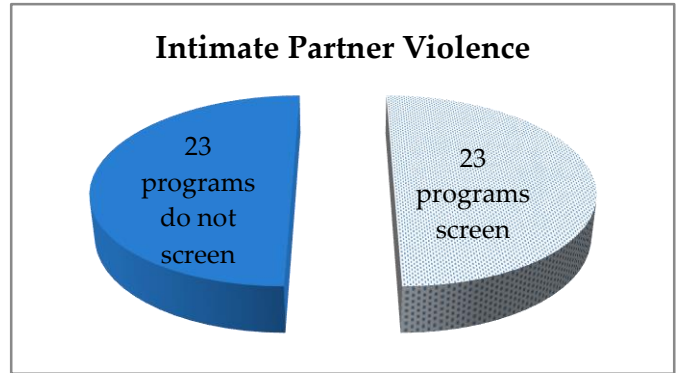 Intimate Partner Violence
23
programs
do not
screen
23
programs
screen